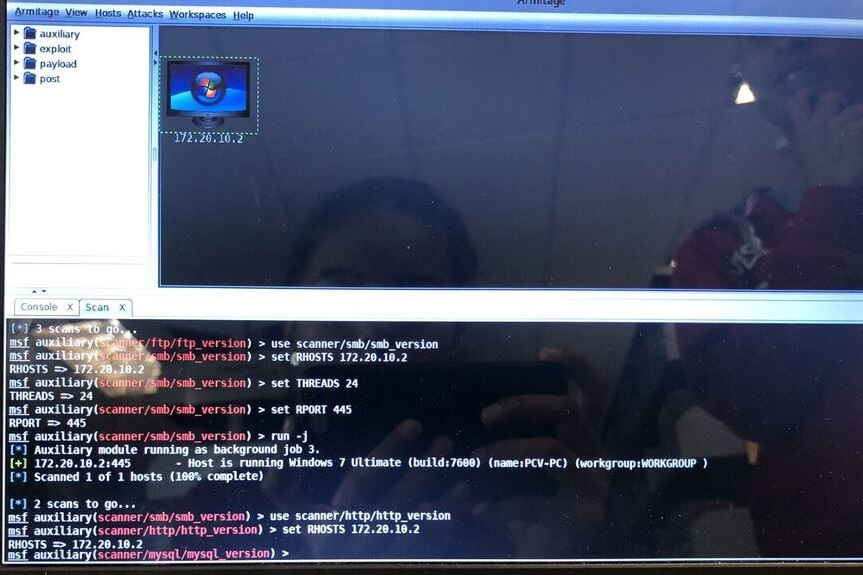 Armitage
Armitage View Hosts Attacks Workspaces Help
auxiliary
exploit
payload
post
172.20.10.2
Console X Scan X
[*] 3 scans to go...
msf auxiliary(scanner/ftp/ftp_version) > use scanner/smb/smb_version
msf auxiliary(scanner/smb/smb_version) > set RHOSTS 172.20.10.2
RHOSTS => 172.20.10.2
msf auxiliary(scanner/smb/smb_version) > set THREADS 24
THREADS => 24
msf auxiliary(scanner/smb/smb_version) > set RPORT 445
RPORT => 445
msf auxiliary(scanner/smb/smb_version) > run -j
[*] Auxiliary module running as background job 3.
[+] 172.20.10.2:445 - Host is running Windows 7 Ultimate (build:7600) (name:PCV-PC) (workgroup:WORKGROUP )
[*] Scanned 1 of 1 hosts (100% complete)
[*] 2 scans to go...
msf auxiliary(scanner/smb/smb_version) > use scanner/http/http_version
msf auxiliary(scanner/http/http_version) > set RHOSTS 172.20.10.2
RHOSTS => 172.20.10.2
msf auxiliary(scanner/mysql/mysql_version) >